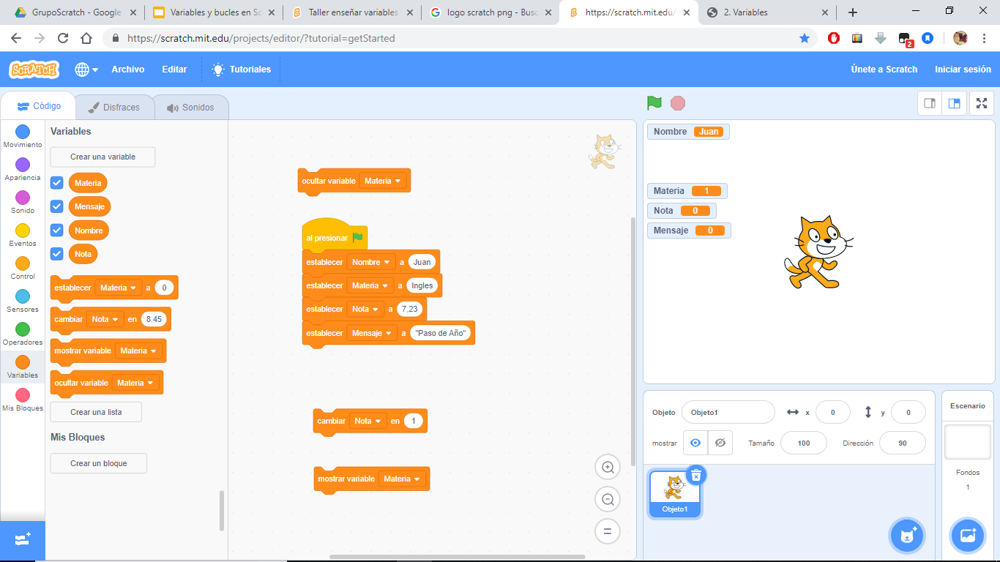 GrupoScratch - Google
Variables y bucles en Sc
Taller enseñar variables
logo scratch png - Busc
https://scratch.mit.edu/
2. Variables
https://scratch.mit.edu/projects/editor/?tutorial=getStarted
2
SCRATCH
Archivo
Editar
Tutoriales
Únete a Scratch
Iniciar sesión
Código
Disfraces
Sonidos
Movimiento
Apariencia
Sonido
Eventos
Control
Sensores
Operadores
Variables
Mis Bloques
Variables
Crear una variable
Materia
Mensaje
Nombre
Nota
establecer Materia a 0
cambiar Nota en 8.45
mostrar variable Materia
ocultar variable Materia
Crear una lista
Mis Bloques
Crear un bloque
ocultar variable Materia
al presionar
establecer Nombre a Juan
establecer Materia a Ingles
establecer Nota a 7,23
establecer Mensaje a "Paso de Año"
cambiar Nota en 1
mostrar variable Materia
Nombre Juan
Materia 1
Nota 0
Mensaje 0
Objeto Objeto1 x 0 y 0
mostrar Tamaño 100 Dirección 90
Objeto1
Escenario
Fondos
1